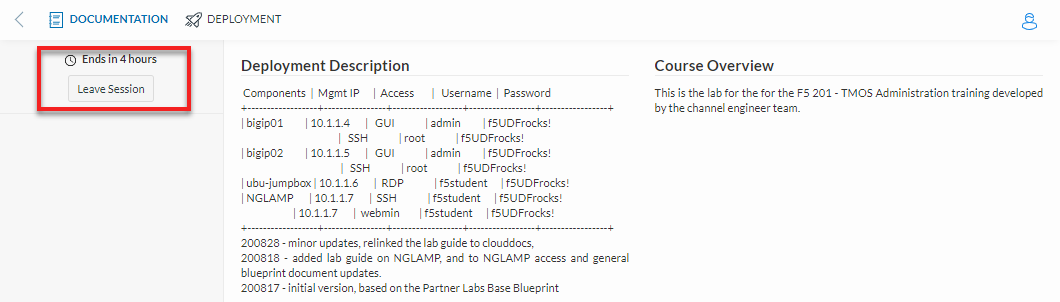 DOCUMENTATION DEPLOYMENT
Ends in 4 hours
Leave Session
Deployment Description
Components | Mgmt IP | Access | Username | Password
+------------------+----------------+----------------+-----------------+-----------------+
| bigip01 | 10.1.1.4 | GUI | admin | f5UDFrocks!
| SSH | root | f5UDFrocks!
| bigip02 | 10.1.1.5 | GUI | admin | f5UDFrocks!
| SSH | root | f5UDFrocks!
| ubu-jumpbox | 10.1.1.6 | RDP | f5student | f5UDFrocks!
| NGLAMP | 10.1.1.7 | SSH | f5student | f5UDFrocks!
| 10.1.1.7 | webmin | f5student | f5UDFrocks!
+------------------+----------------+----------------+-----------------+-----------------+
200828 - minor updates, relinked the lab guide to clouddocs,
200818 - added lab guide on NGLAMP, and to NGLAMP access and general
blueprint document updates.
200817 - initial version, based on the Partner Labs Base Blueprint
Course Overview
This is the lab for the for the F5 201 - TMOS Administration training developed
by the channel engineer team.